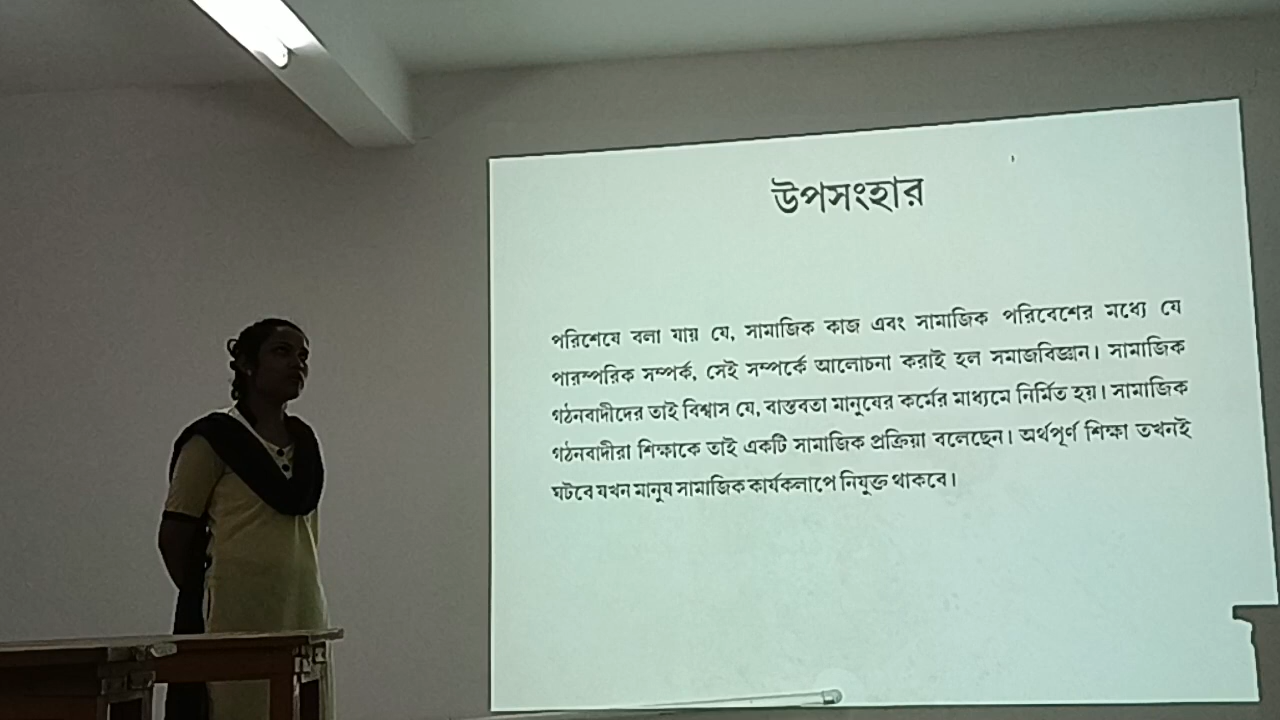 উপসংহার
পরিশেষে বলা যায় যে, সামাজিক কাজ এবং সামাজিক পরিবেশের মধ্যে যে
পারস্পরিক সম্পর্ক, সেই সম্পর্কে আলোচনা করাই হল সমাজবিজ্ঞান। সামাজিক
গঠনবাদীদের তাই বিশ্বাস যে, বাস্তবতা মানুষের কর্মের মাধ্যমে নির্মিত হয়। সামাজিক
গঠনবাদীরা শিক্ষাকে তাই একটি সামাজিক প্রক্রিয়া বলেছেন। অর্থপূর্ণ শিক্ষা তখনই
ঘটবে যখন মানুষ সামাজিক কার্যকলাপে নিযুক্ত থাকবে।